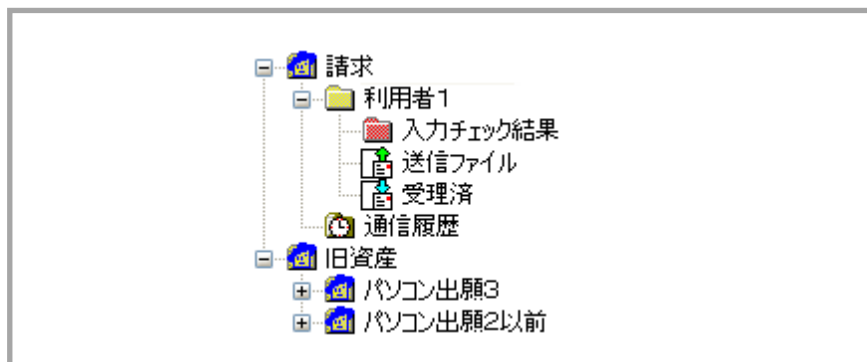 請求
利用者1
入力チェック結果
送信ファイル
受理済
通信履歴
旧資産
パソコン出願3
パソコン出願2以前